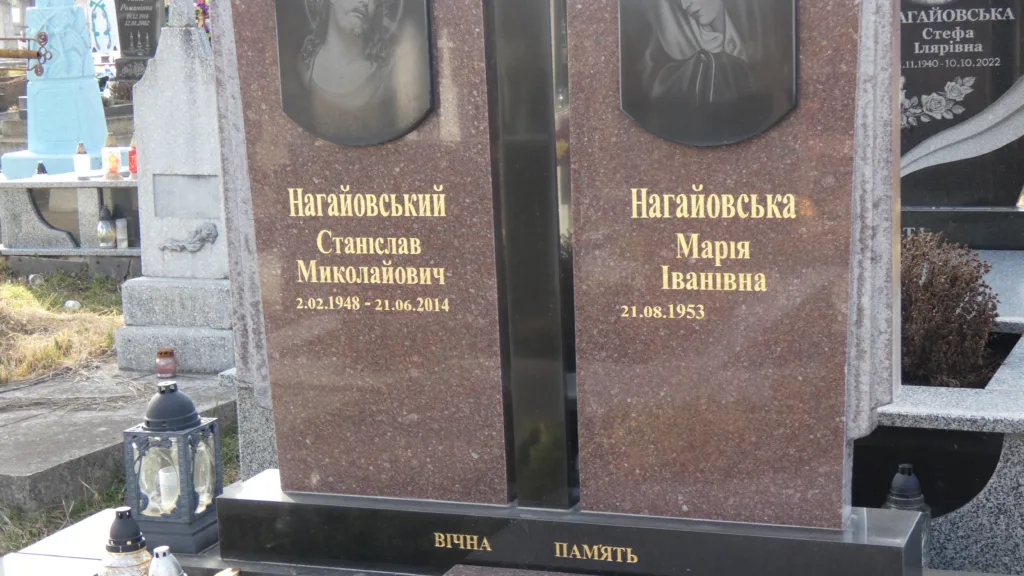 Нагайовський
Станіслав
Миколайович
2.02.1948 - 21.06.2014
Нагайовська
Марія
Іванівна
21.08.1953
ВІЧНА ПАМ'ЯТЬ
НАГАЙОВСЬКА
Стефа
Ілярівна
.11.1940 - 10.10.2022
Романівна